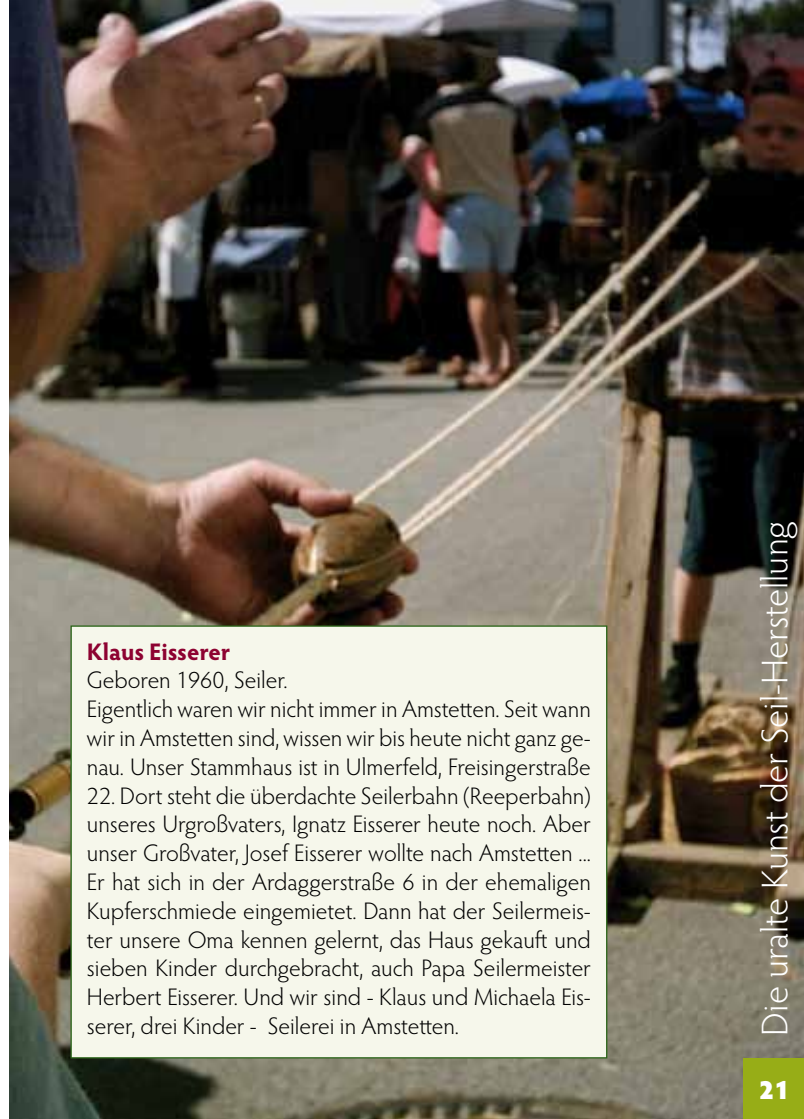 Klaus Eisserer
Geboren 1960, Seiler.
Eigentlich waren wir nicht immer in Amstetten. Seit wann
wir in Amstetten sind, wissen wir bis heute nicht ganz ge-
nau. Unser Stammhaus ist in Ulmerfeld, Freisingerstraße
22. Dort steht die überdachte Seilerbahn (Reeperbahn)
unseres Urgroßvaters, Ignatz Eisserer heute noch. Aber
unser Großvater, Josef Eisserer wollte nach Amstetten ...
Er hat sich in der Ardaggerstraße 6 in der ehemaligen
Kupferschmiede eingemietet. Dann hat der Seilermeis-
ter unsere Oma kennen gelernt, das Haus gekauft und
sieben Kinder durchgebracht, auch Papa Seilermeister
Herbert Eisserer. Und wir sind - Klaus und Michaela Eis-
serer, drei Kinder -  Seilerei in Amstetten.
Die uralte Kunst der Seil-Herstellung
21